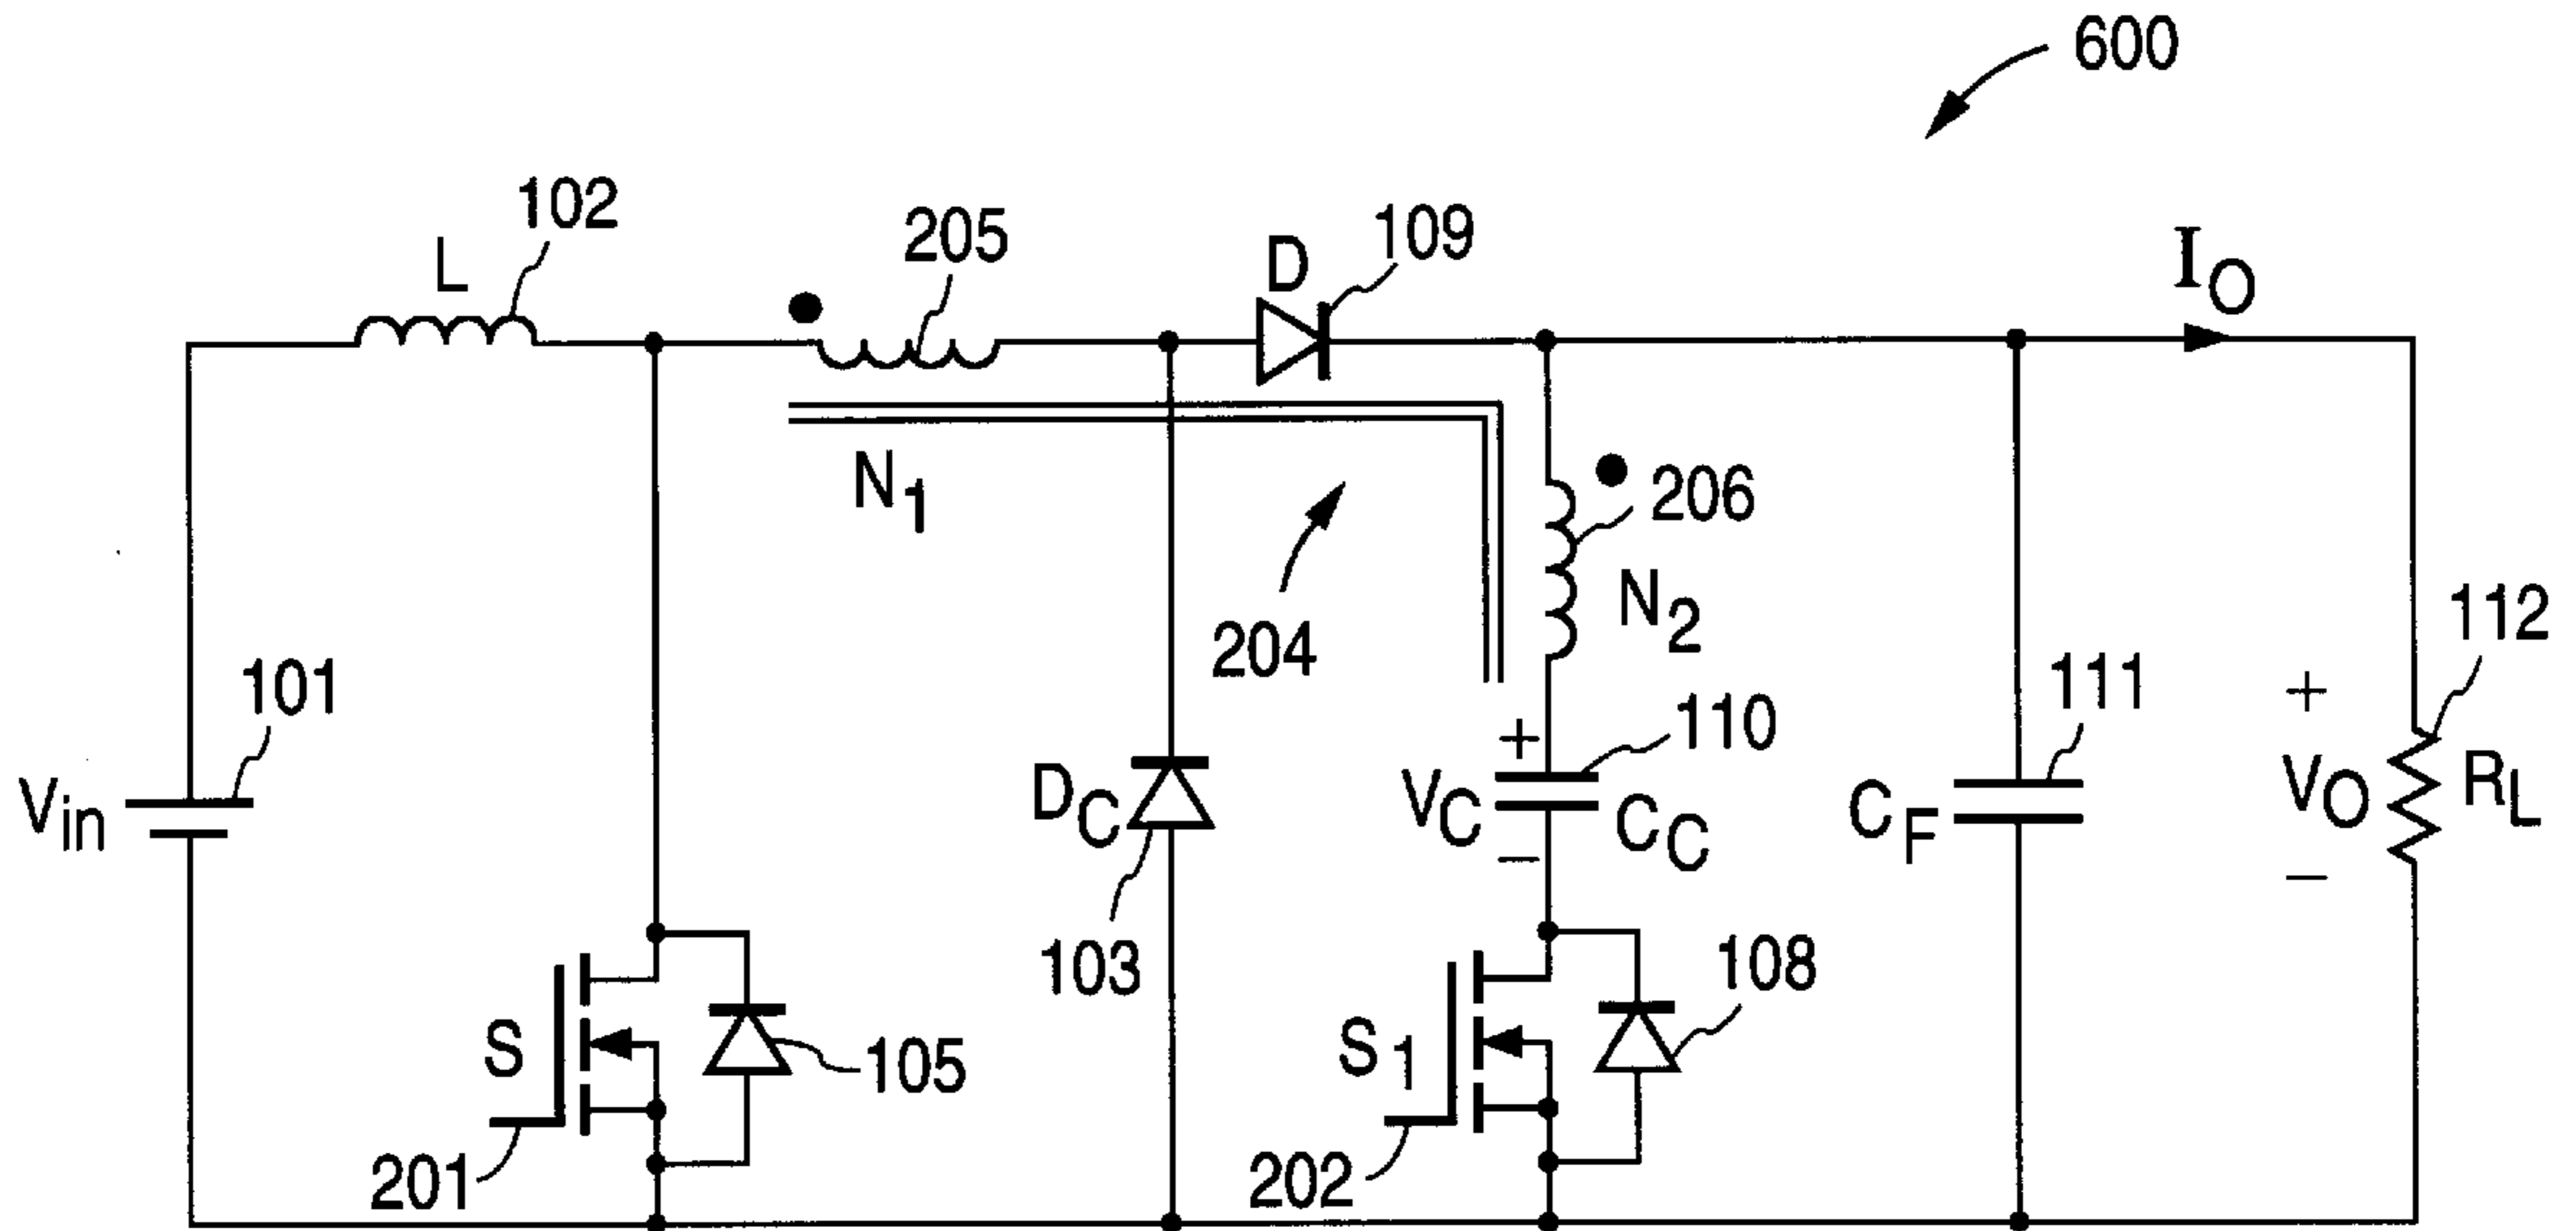 600
102
L
205
D
109
I_O
N_1
206
204
N_2
112
101
V_in
110
111
+
+
D_C
V_C
C_C
C_F
V_O
R_L
−
−
103
108
S
105
S_1
201
202